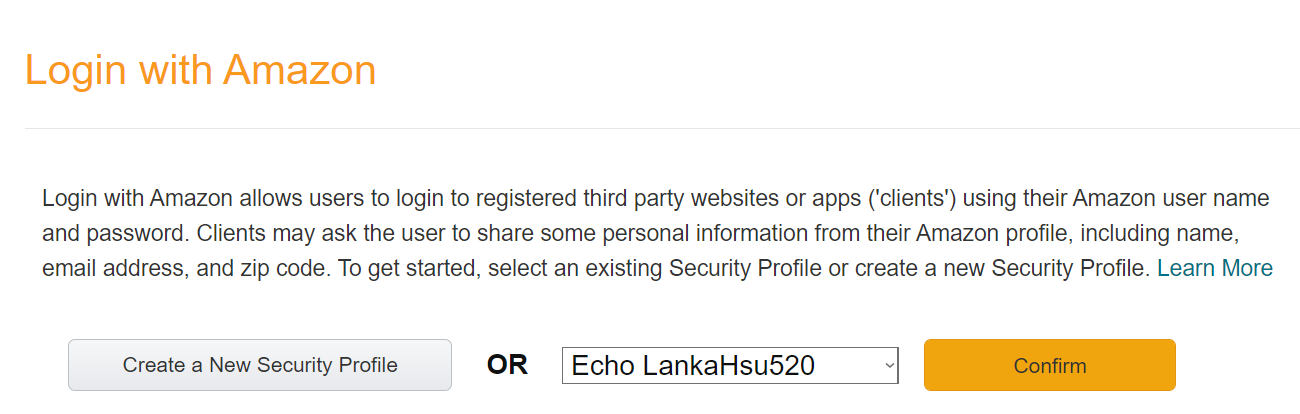 Login with Amazon
Login with Amazon allows users to login to registered third party websites or apps ('clients') using their Amazon user name
and password. Clients may ask the user to share some personal information from their Amazon profile, including name,
email address, and zip code. To get started, select an existing Security Profile or create a new Security Profile. Learn More
Create a New Security Profile OR Echo LankaHsu520 Confirm